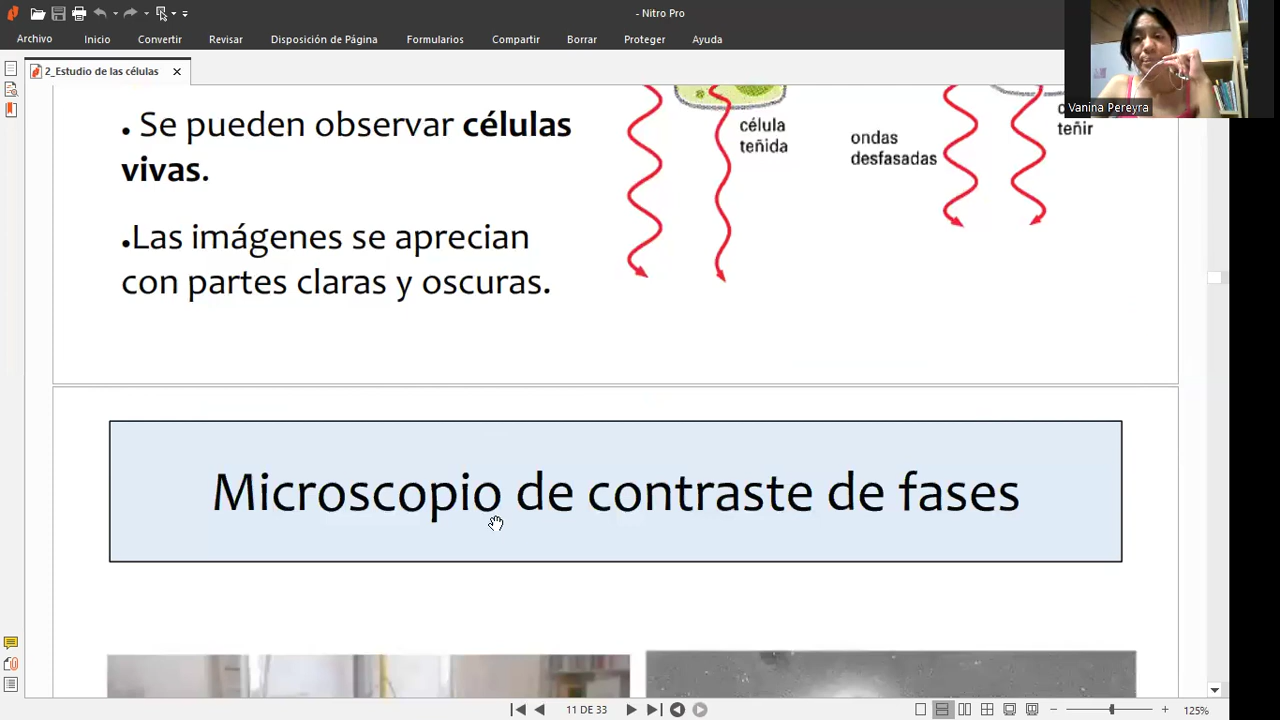 - Nitro Pro
Archivo Inicio Convertir Revisar Disposición de Página Formularios Compartir Borrar Proteger Ayuda
2_Estudio de las células
Vanina Pereyra
• Se pueden observar células
vivas.
•Las imágenes se aprecian
con partes claras y oscuras.
célula
teñida
ondas
desfasadas
teñir
Microscopio de contraste de fases
11 DE 33
125%